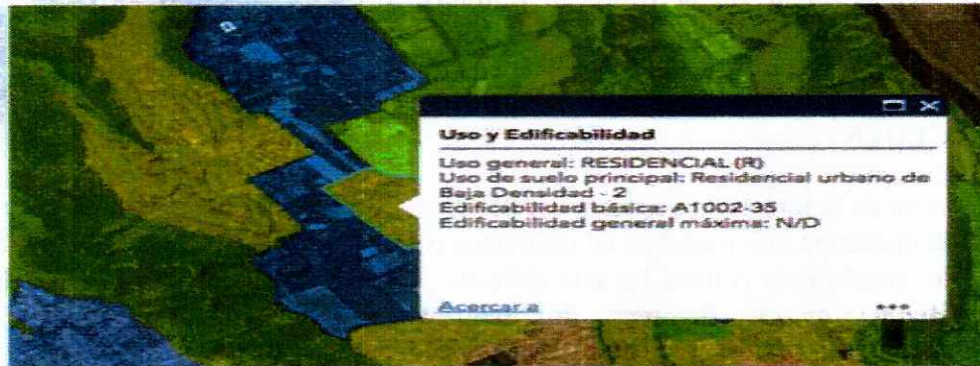 Uso y Edificabilidad
Uso general: RESIDENCIAL (R)
Uso de suelo principal: Residencial urbano de
Baja Densidad - 2
Edificabilidad básica: A1002-35
Edificabilidad general máxima: N/D
Acercar a